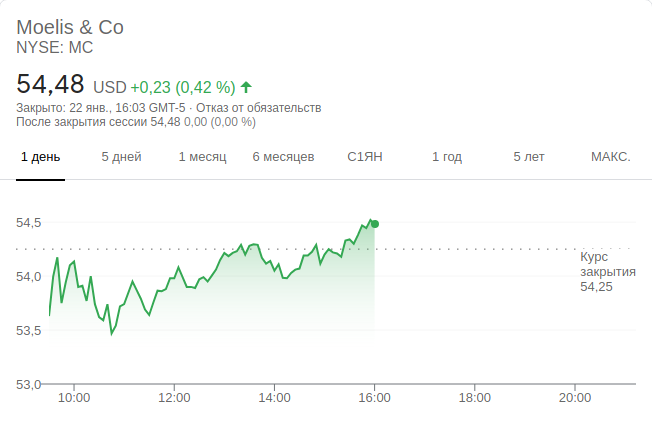 Moelis & Co
NYSE: MC
54,48 USD +0,23 (0,42 %)
Закрыто: 22 янв., 16:03 GMT-5 · Отказ от обязательств
После закрытия сессии 54,48 0,00 (0,00 %)
1 день 5 дней 1 месяц 6 месяцев С1ЯН 1 год 5 лет МАКС.
54,5
Курс
закрытия
54,25
54,0
53,5
53,0
10:00 12:00 14:00 16:00 18:00 20:00